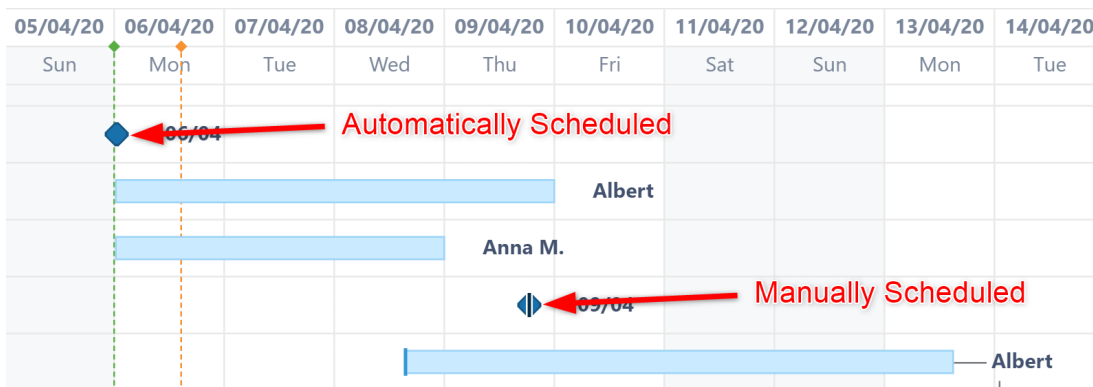 05/04/20 06/04/20 07/04/20 08/04/20 09/04/20 10/04/20 11/04/20 12/04/20 13/04/20 14/04/20
Sun Mon Tue Wed Thu Fri Sat Sun Mon Tue
06/04 Automatically Scheduled
Albert
Anna M.
09/04 Manually Scheduled
Albert